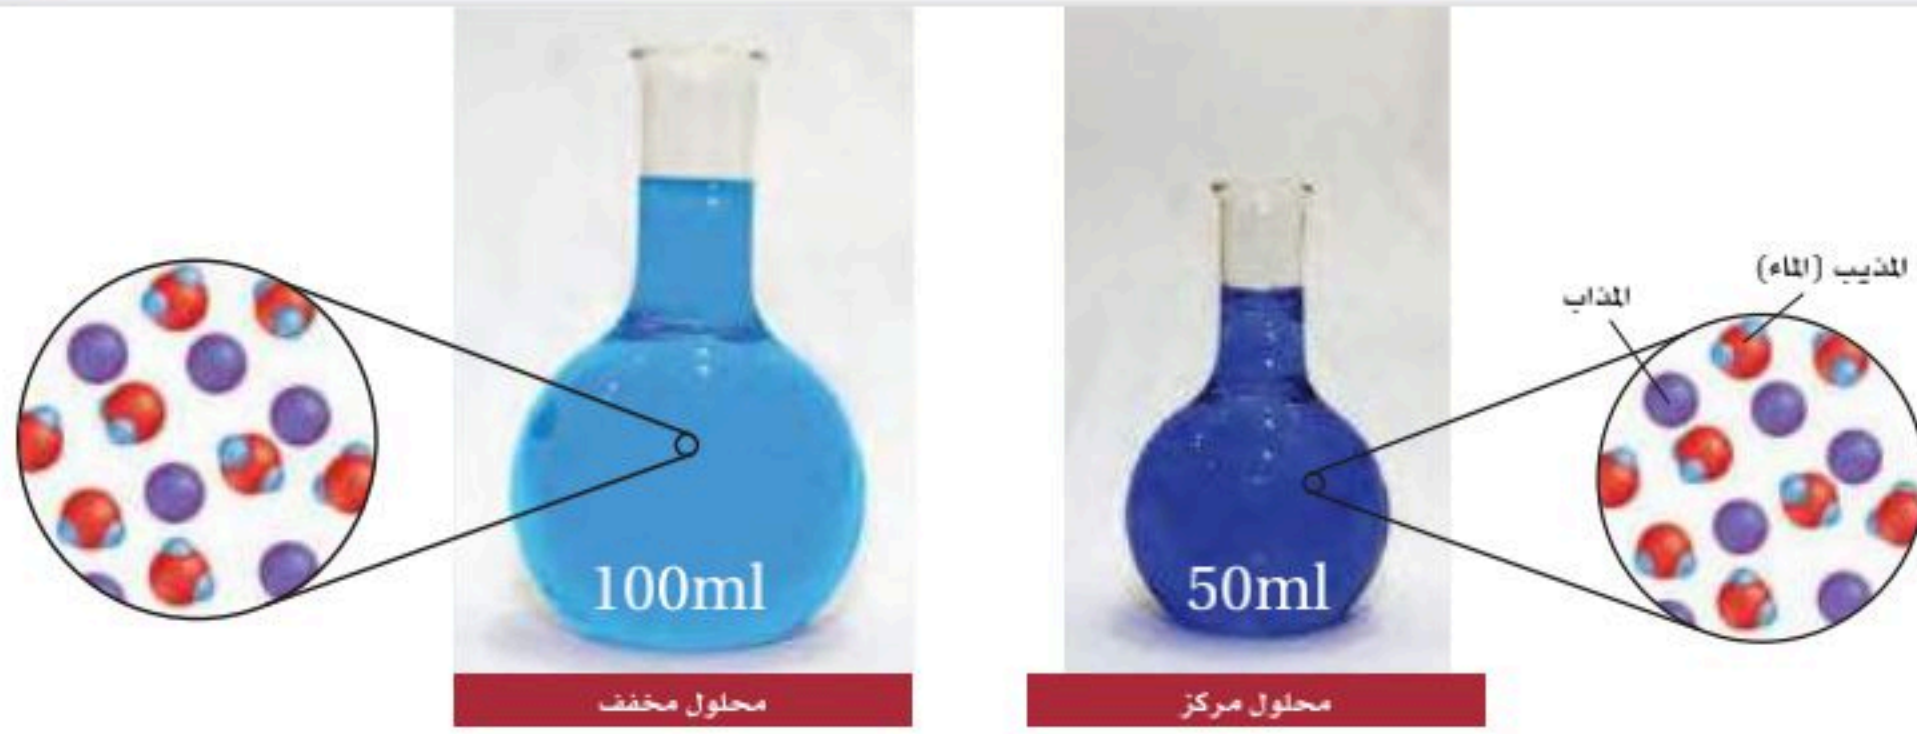 المذيب (الماء)
المذاب
50ml
100ml
محلول مركز
محلول مخفف